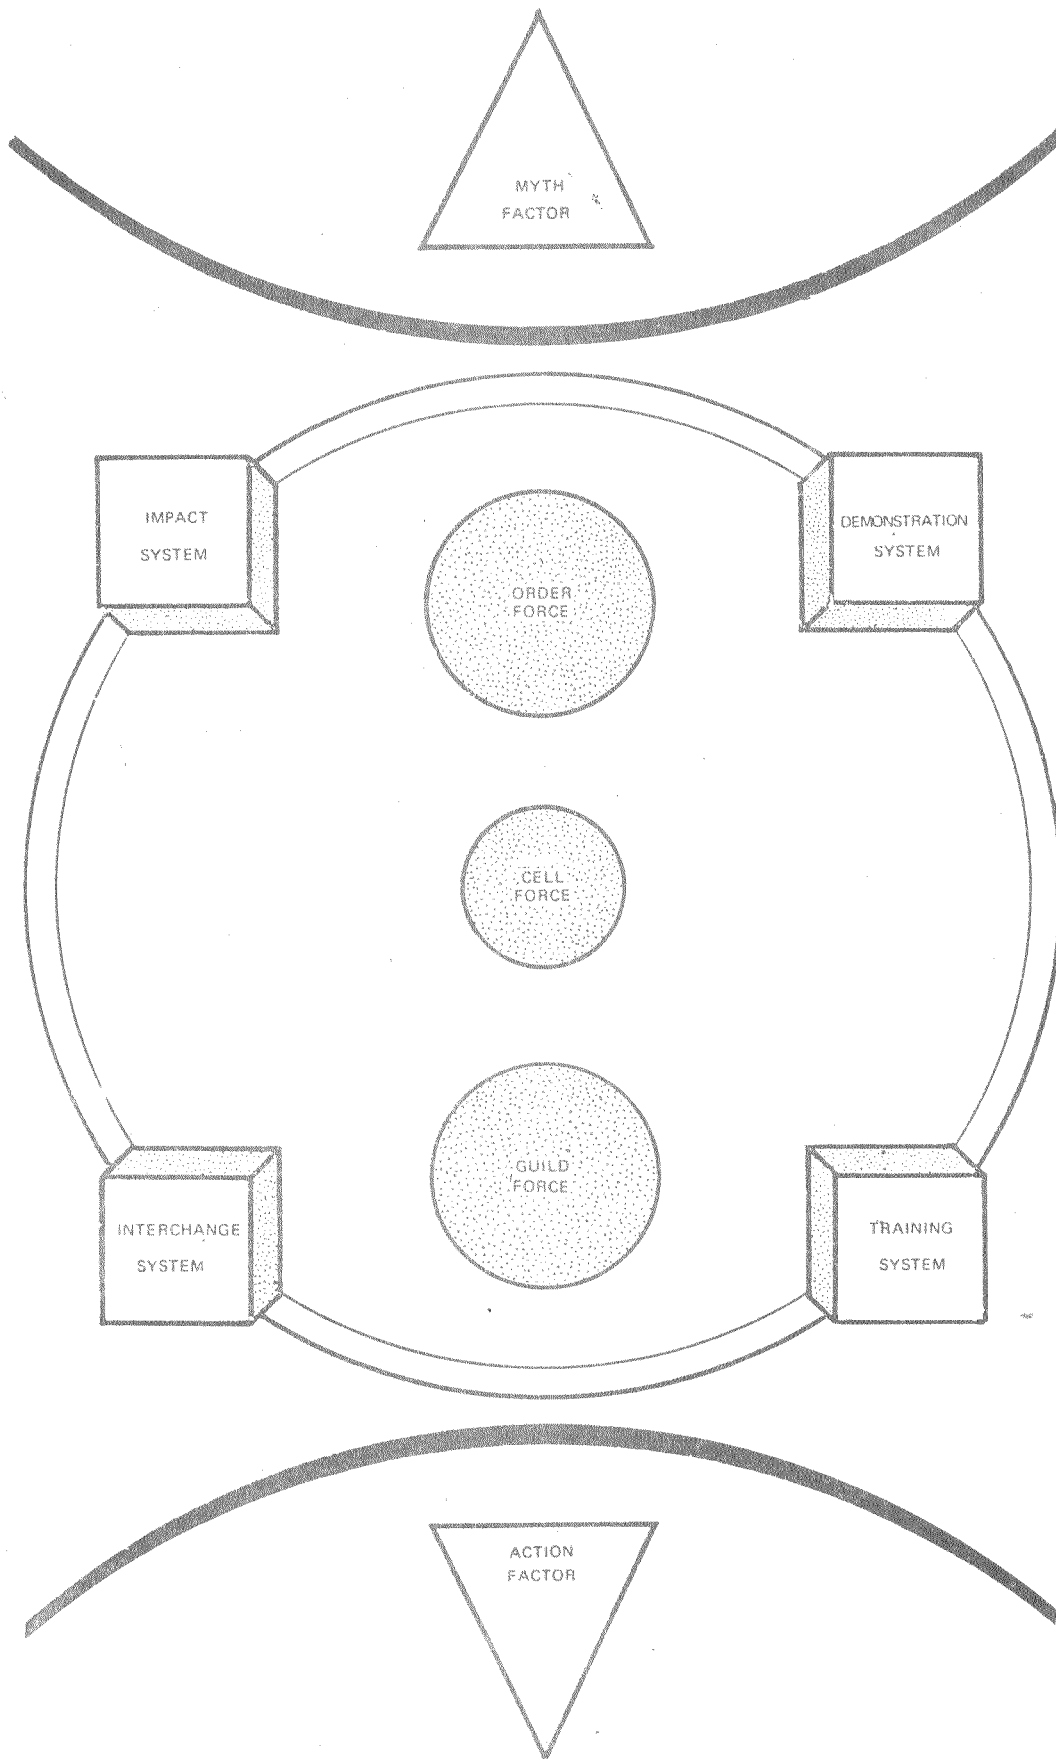 MYTH
FACTOR
IMPACT
SYSTEM
DEMONSTRATION
SYSTEM
ORDER
FORCE
CELL
FORCE
GUILD
FORCE
INTERCHANGE
SYSTEM
TRAINING
SYSTEM
ACTION
FACTOR